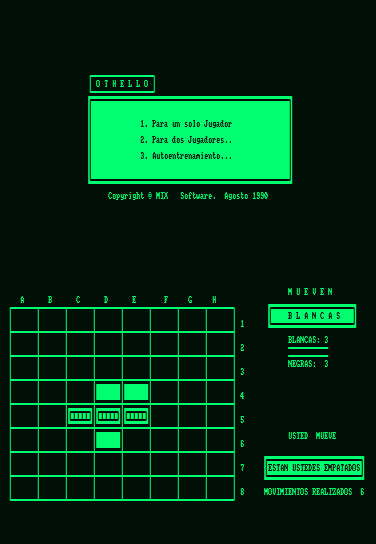 OTHELLO
1. Para un solo Jugador
2. Para dos Jugadores..
3. Autoentrenamiento...
Copyright © MIX Software. Agosto 1990
MUEVEN
A B C D E F G H
BLANCAS
1
BLANCAS: 3
2
NEGRAS: 3
3
4
5
USTED MUEVE
6
ESTAN USTEDES EMPATADOS
7
MOVIMIENTOS REALIZADOS 6
8